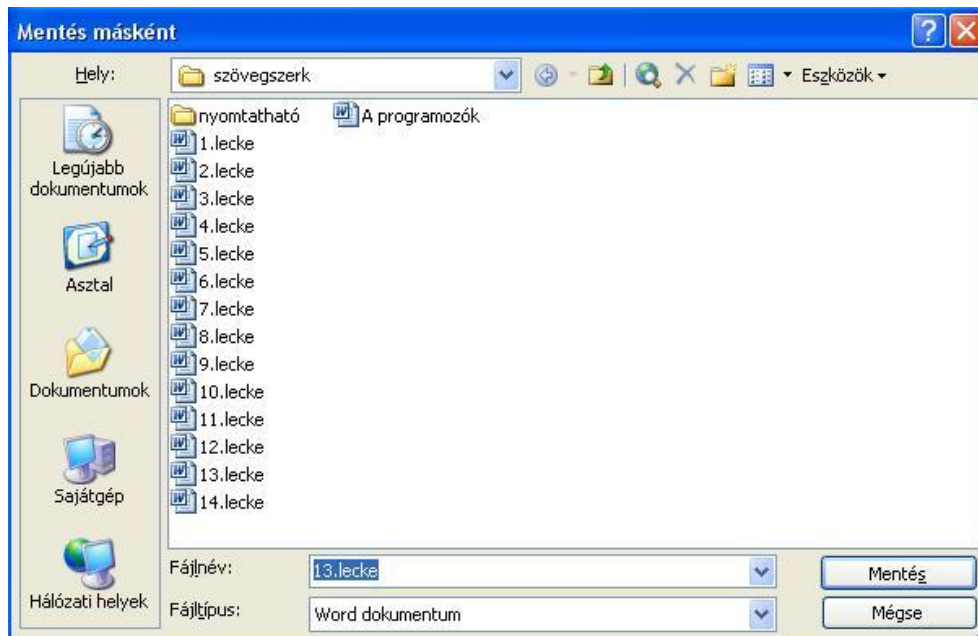 Mentés másként
Hely:
szövegszerk
Eszközök
Legújabb
dokumentumok
Asztal
Dokumentumok
Sajátgép
Hálózati helyek
nyomtatható
1.lecke
2.lecke
3.lecke
4.lecke
5.lecke
6.lecke
7.lecke
8.lecke
9.lecke
10.lecke
11.lecke
12.lecke
13.lecke
14.lecke
A programozók
Fájlnév:
13.lecke
Mentés
Fájltípus:
Word dokumentum
Mégse